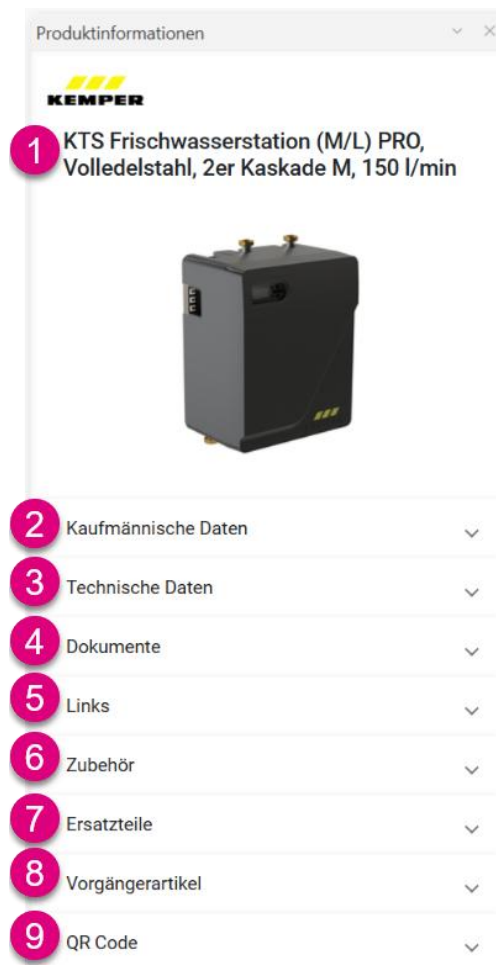 Produktinformationen
KEMPER
1
KTS Frischwasserstation (M/L) PRO,
Volledelstahl, 2er Kaskade M, 150 l/min
2 Kaufmännische Daten
3 Technische Daten
4 Dokumente
5 Links
6 Zubehör
7 Ersatzteile
8 Vorgängerartikel
9 QR Code